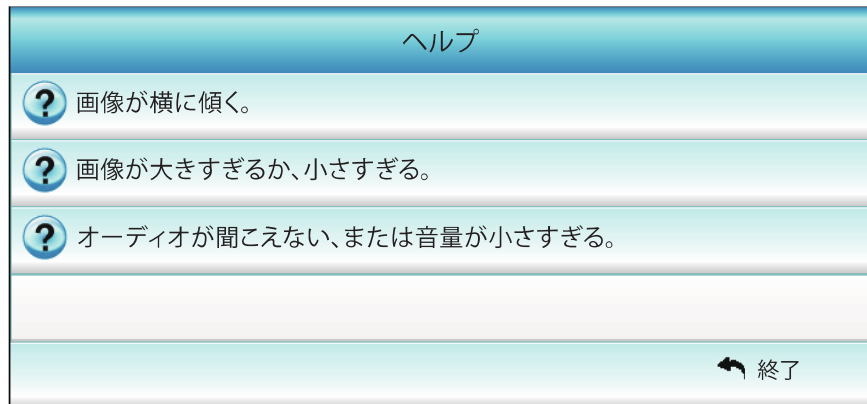 ヘルプ
画像が横に傾く。
画像が大きすぎるか、小さすぎる。
オーディオが聞こえない、または音量が小さすぎる。
終了